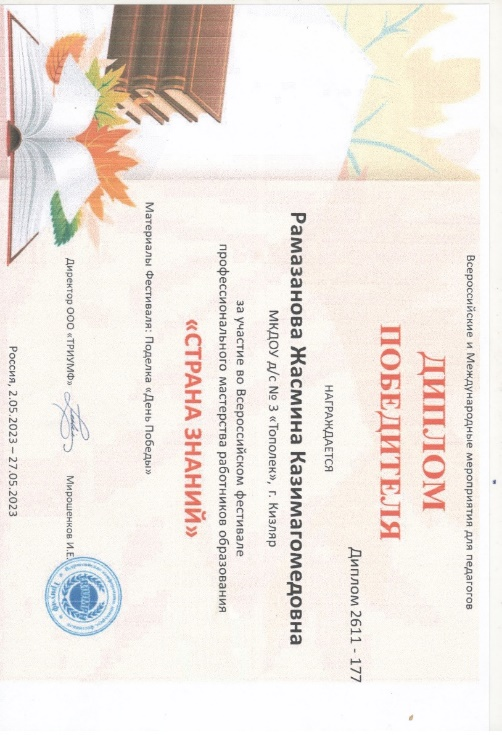 Всероссийские и Международные мероприятия для педагогов
ДИПЛОМ
ПОБЕДИТЕЛЯ
Диплом 2611 - 177
НАГРАЖДАЕТСЯ
Рамазанова Жасмина Казимагомедовна
МКДОУ д/с № 3 «Тополек», г. Кизляр
за участие во Всероссийском фестивале
профессионального мастерства работников образования
«СТРАНА ЗНАНИЙ»
Материалы Фестиваля: Поделка «День Победы»
Директор ООО «ТРИУМФ» Мирошенков И.Е
Россия, 2.05.2023 – 27.05.2023